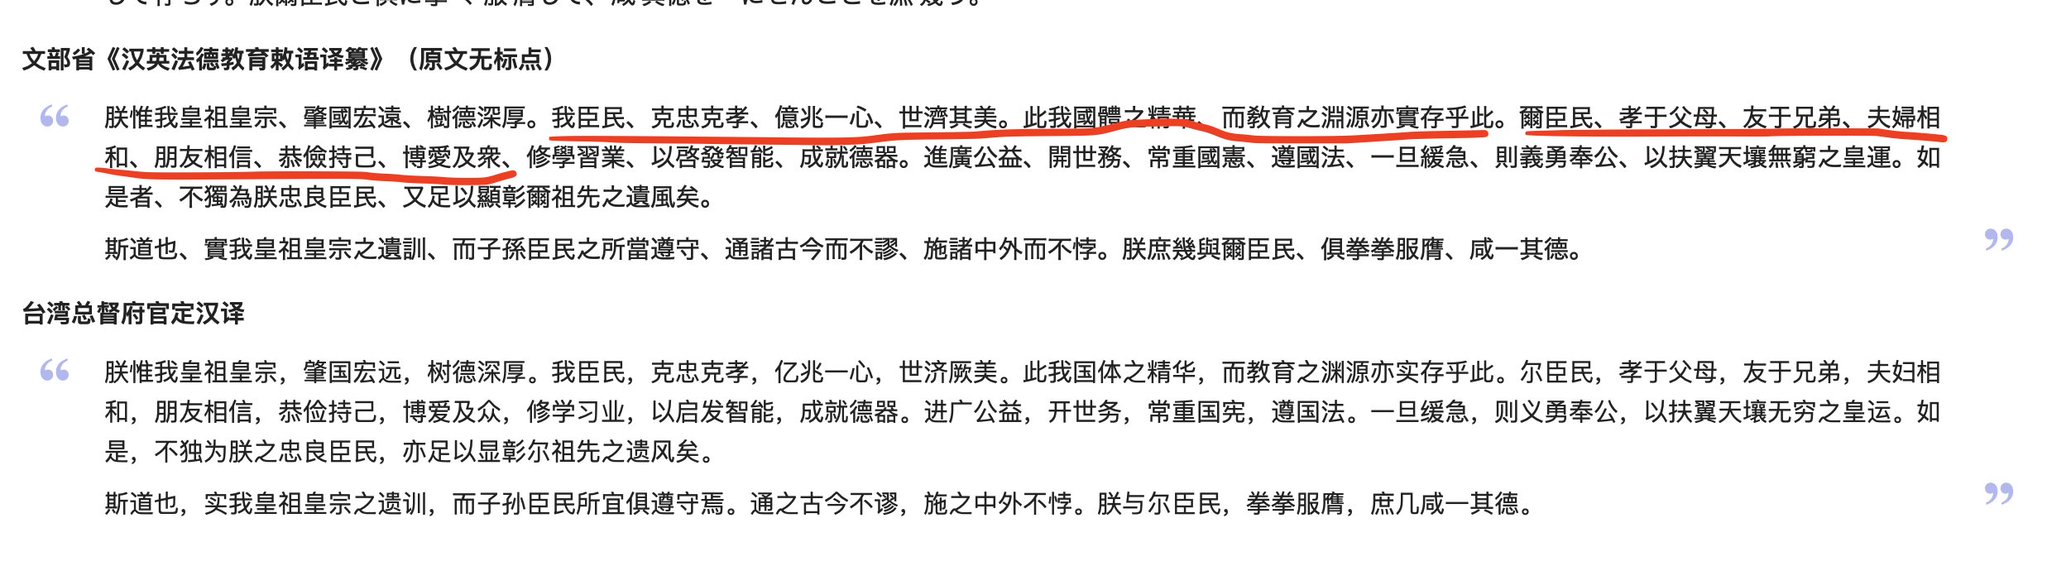 文部省《汉英法德教育敕语译纂》（原文无标点）
“
朕惟我皇祖皇宗、肇國宏遠、樹德深厚。我臣民、克忠克孝、億兆一心、世濟其美。此我國體之精華、而教育之淵源亦實存乎此。爾臣民、孝于父母、友于兄弟、夫婦相
和、朋友相信、恭儉持己、博愛及衆、修學習業、以啓發智能、成就德器。進廣公益、開世務、常重國憲、遵國法、一旦緩急、則義勇奉公、以扶翼天壤無窮之皇運。如
是者、不獨為朕忠良臣民、又足以顯彰爾祖先之遺風矣。
斯道也、實我皇祖皇宗之遺訓、而子孫臣民之所當遵守、通諸古今而不謬、施諸中外而不悖。朕庶幾與爾臣民、俱拳拳服膺、咸一其德。
”
台湾总督府官定汉译
“
朕惟我皇祖皇宗，肇国宏远，树德深厚。我臣民，克忠克孝，亿兆一心，世济厥美。此我国体之精华，而教育之渊源亦实存乎此。尔臣民，孝于父母，友于兄弟，夫妇相
和，朋友相信，恭俭持己，博爱及众，修学习业，以启发智能，成就德器。进广公益，开世务，常重国宪，遵国法。一旦缓急，则义勇奉公，以扶翼天壤无穷之皇运。如
是，不独为朕之忠良臣民，亦足以显彰尔祖先之遗风矣。
斯道也，实我皇祖皇宗之遗训，而子孙臣民所宜俱遵守焉。通之古今不谬，施之中外不悖。朕与尔臣民，拳拳服膺，庶几咸一其德。
”